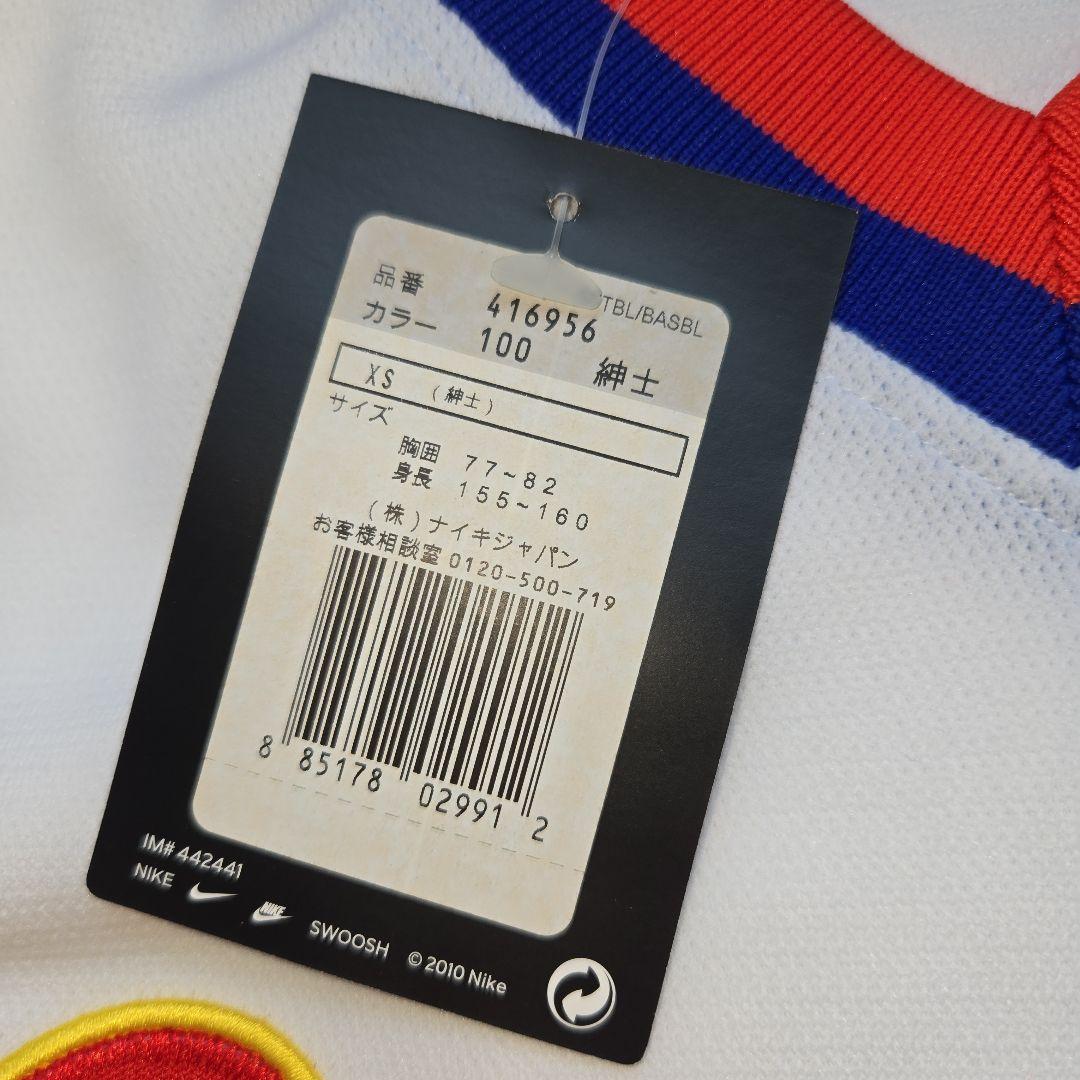 品番 416956 TBL/BASBL
カラー 100 紳士
XS (紳士)
サイズ
胸囲 77~82
身長 155~160
(株)ナイキジャパン
お客様相談室 0120-500-719
8 85178 02991 2
IM# 442441
NIKE NIKE SWOOSH © 2010 Nike